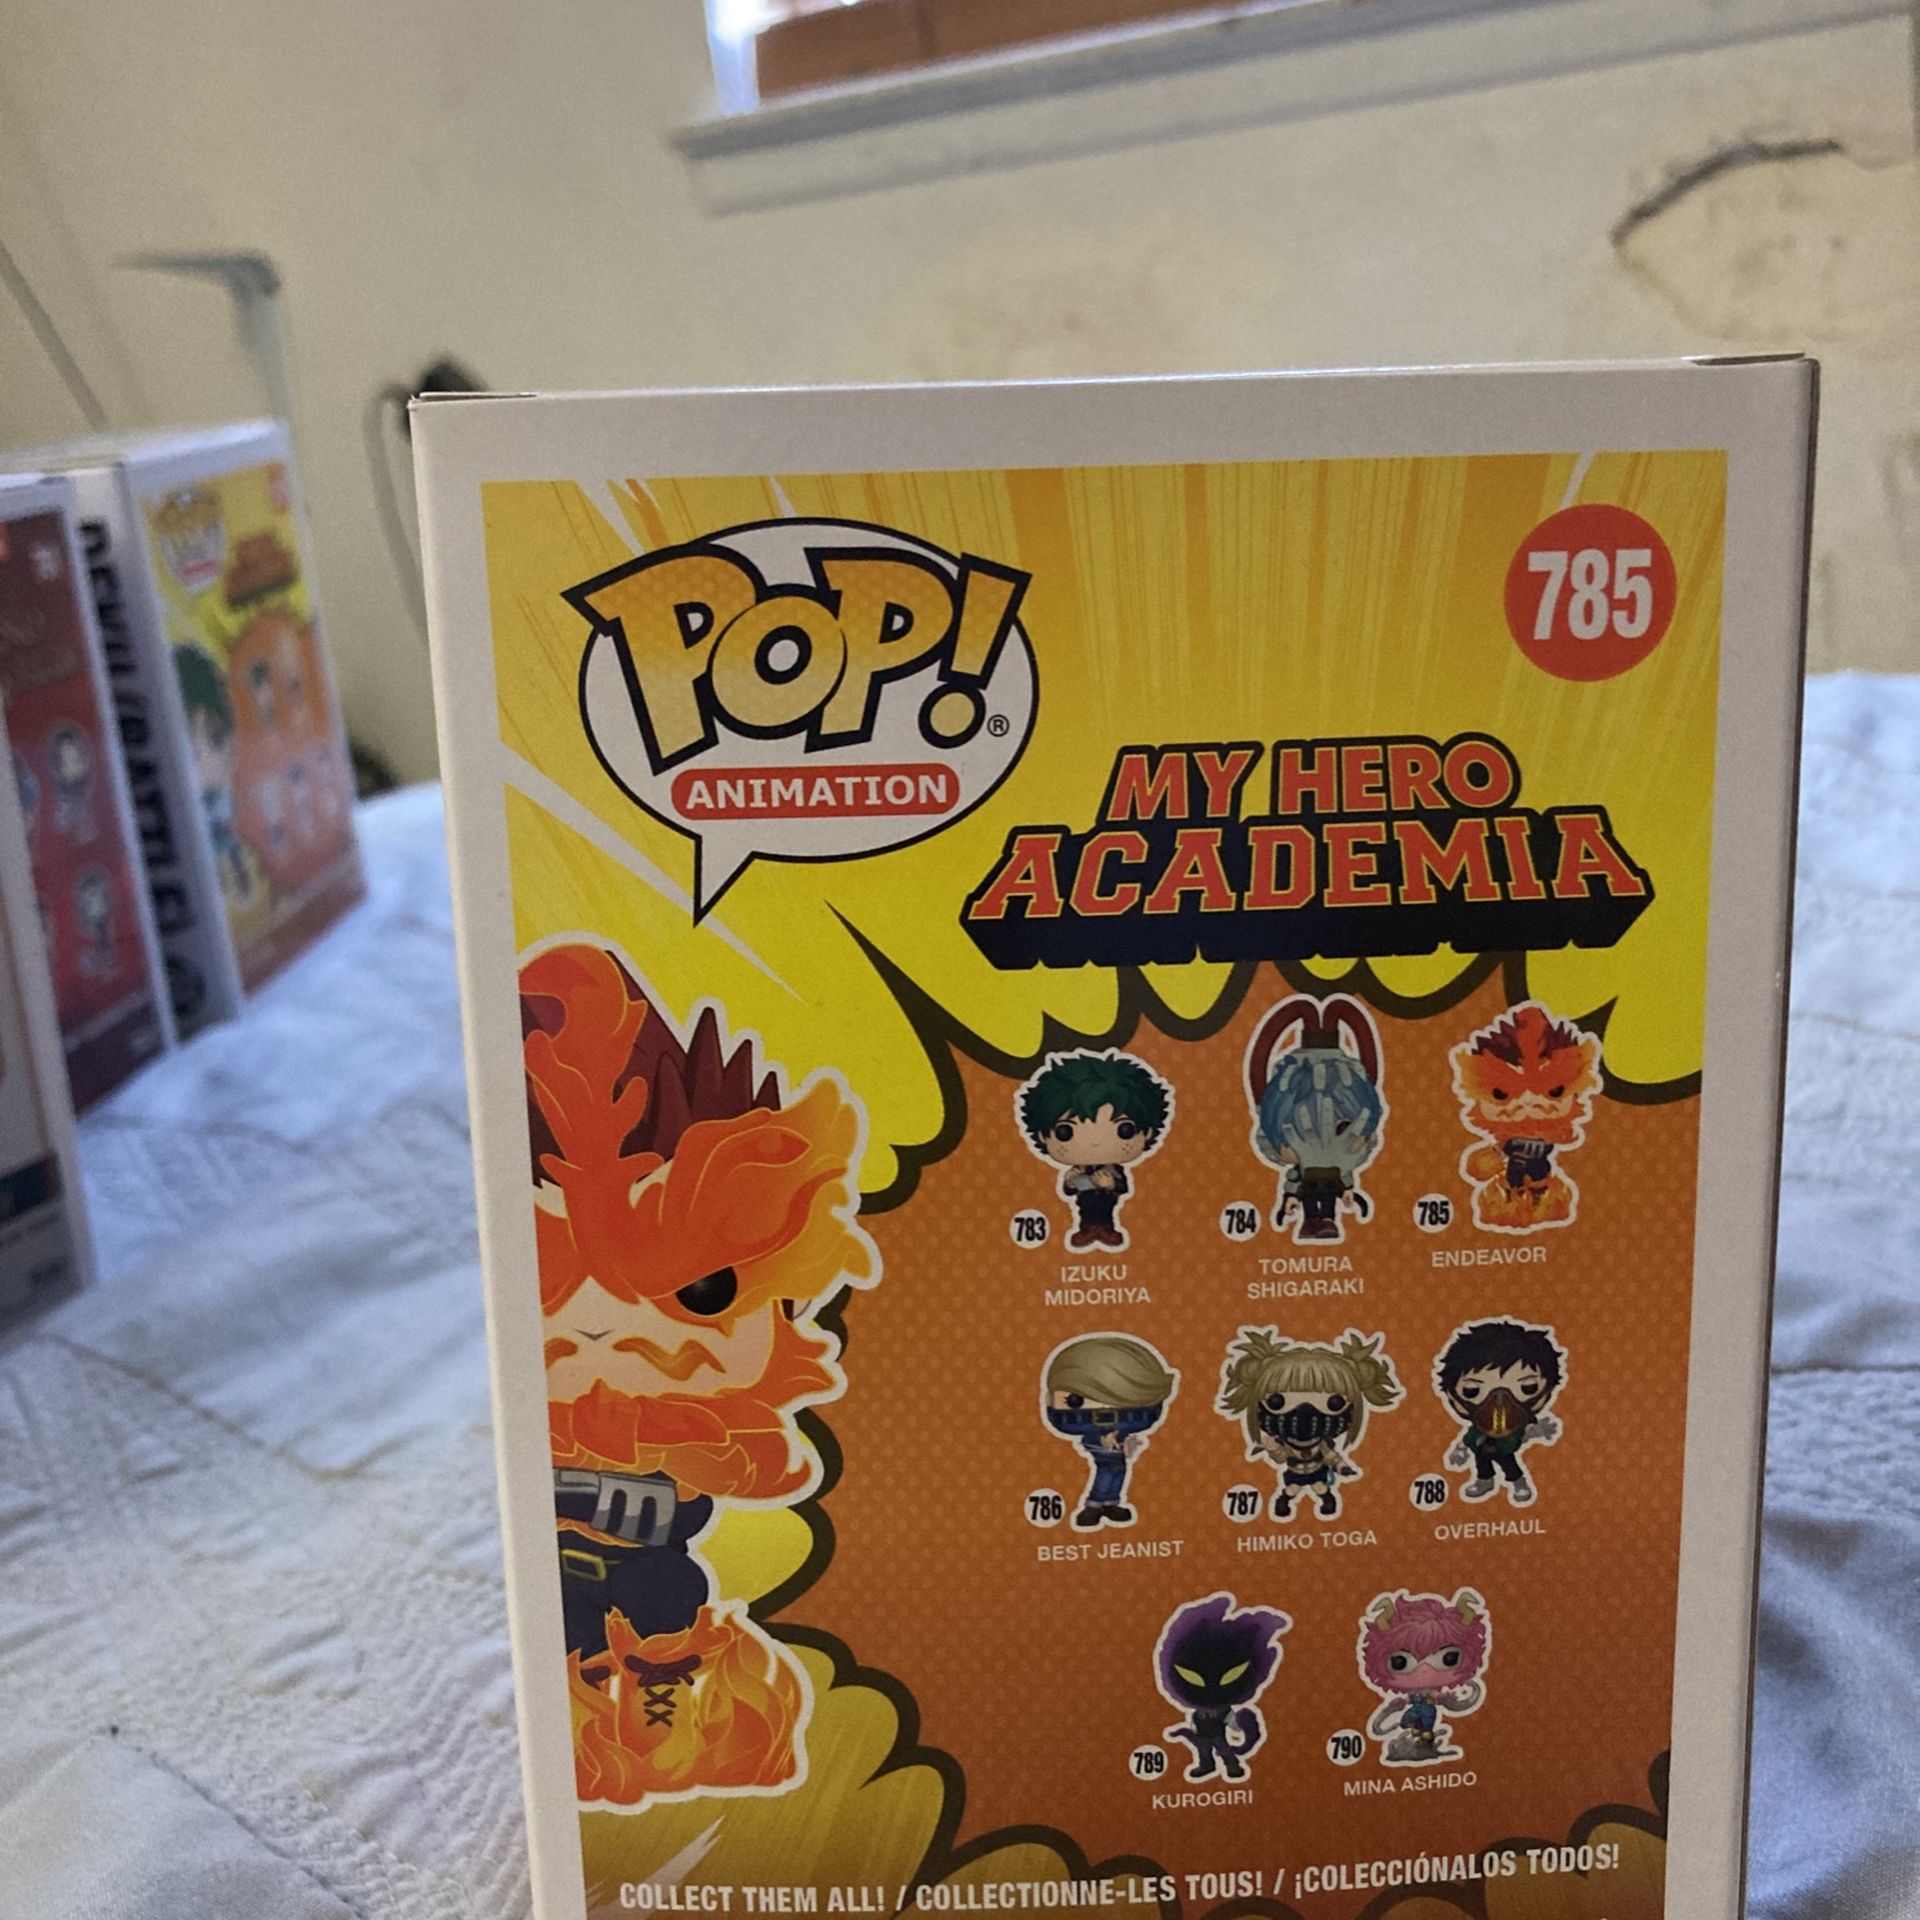 POP!®
ANIMATION
785
MY HERO
ACADEMIA
783
IZUKU
MIDORIYA
784
TOMURA
SHIGARAKI
785
ENDEAVOR
786
BEST JEANIST
787
HIMIKO TOGA
788
OVERHAUL
789
KUROGIRI
790
MINA ASHIDO
COLLECT THEM ALL! / COLLECTIONNE-LES TOUS! / ¡COLECCIÓNALOS TODOS!